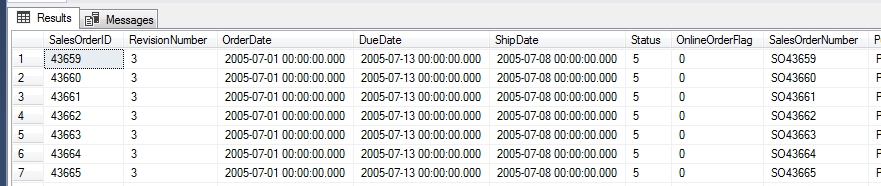 Results Messages
SalesOrderID RevisionNumber OrderDate DueDate ShipDate Status OnlineOrderFlag SalesOrderNumber
1 43659 3 2005-07-01 00:00:00.000 2005-07-13 00:00:00.000 2005-07-08 00:00:00.000 5 0 SO43659
2 43660 3 2005-07-01 00:00:00.000 2005-07-13 00:00:00.000 2005-07-08 00:00:00.000 5 0 SO43660
3 43661 3 2005-07-01 00:00:00.000 2005-07-13 00:00:00.000 2005-07-08 00:00:00.000 5 0 SO43661
4 43662 3 2005-07-01 00:00:00.000 2005-07-13 00:00:00.000 2005-07-08 00:00:00.000 5 0 SO43662
5 43663 3 2005-07-01 00:00:00.000 2005-07-13 00:00:00.000 2005-07-08 00:00:00.000 5 0 SO43663
6 43664 3 2005-07-01 00:00:00.000 2005-07-13 00:00:00.000 2005-07-08 00:00:00.000 5 0 SO43664
7 43665 3 2005-07-01 00:00:00.000 2005-07-13 00:00:00.000 2005-07-08 00:00:00.000 5 0 SO43665